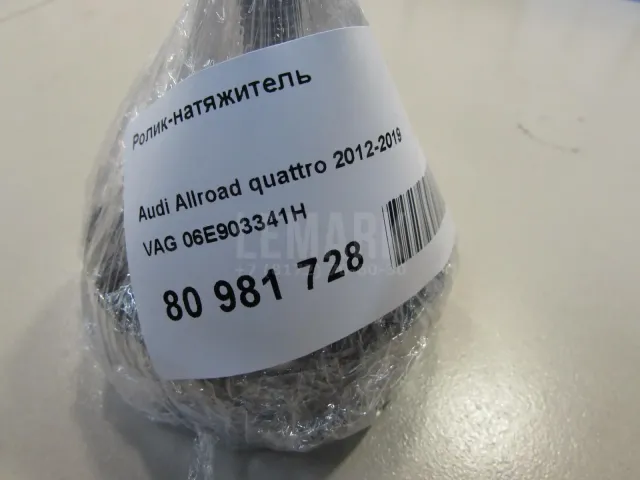 Ролик-натяжитель
Audi Allroad quattro 2012-2019
VAG 06E903341H
80 981 728